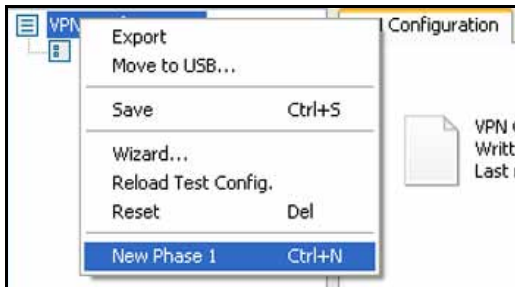 VPN
Configuration
Export
Move to USB...
Save Ctrl+S
Wizard...
Reload Test Config.
Reset Del
New Phase 1 Ctrl+N
VPN
Writt
Last